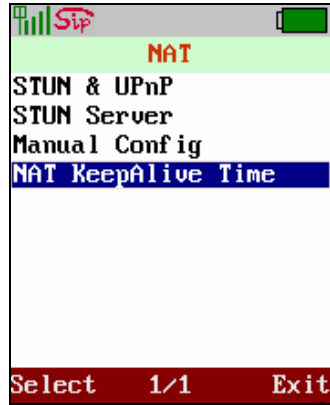 Sip
NAT
STUN & UPnP
STUN Server
Manual Config
NAT KeepAlive Time
Select 1/1 Exit